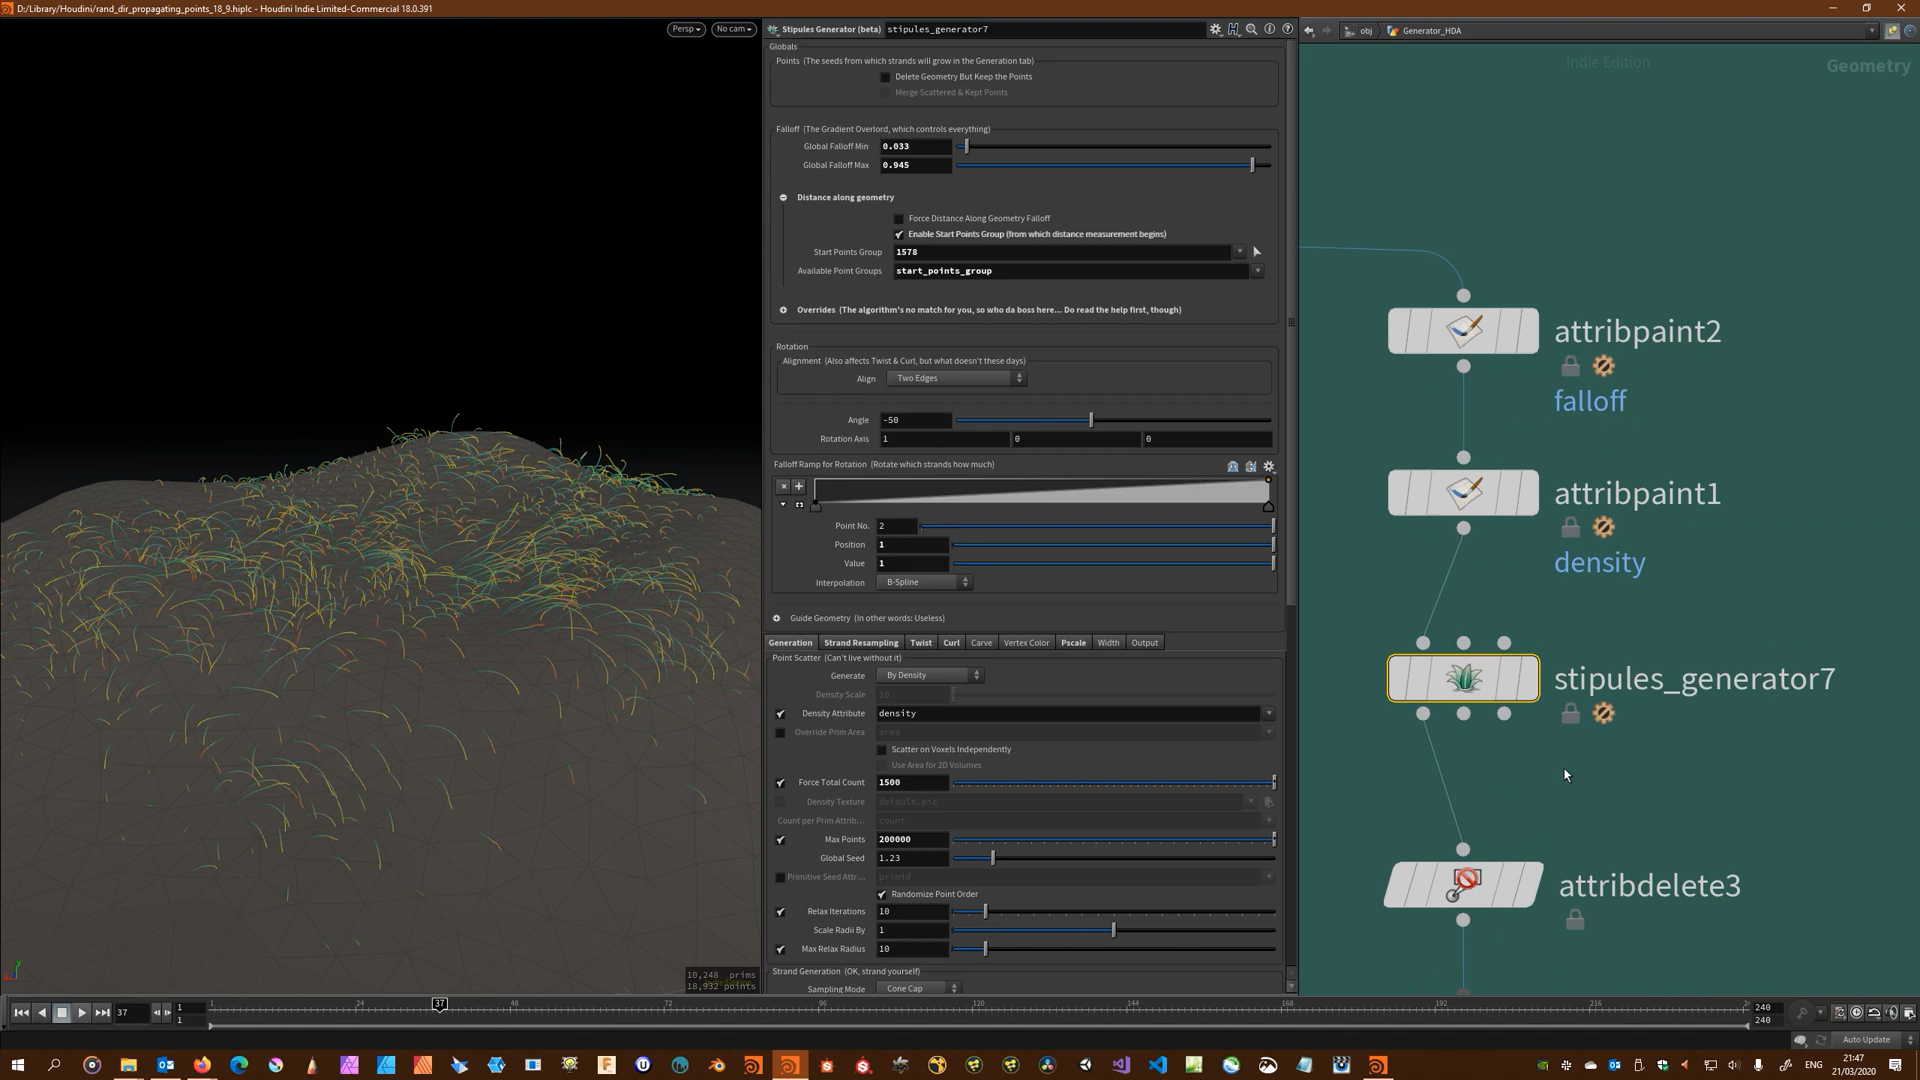 D:/Library/Houdini/rand_dir_propagating_points_18_9.hiplc - Houdini Indie Limited-Commercial 18.0.391
Persp
No cam
10,248 prims
18,932 points
Stipules Generator (beta) stipules_generator7
Globals
Points (The seeds from which strands will grow in the Generation tab)
Delete Geometry But Keep the Points
Merge Scattered & Kept Points
Falloff (The Gradient Overlord, which controls everything)
Global Falloff Min 0.033
Global Falloff Max 0.945
Distance along geometry
Force Distance Along Geometry Falloff
Enable Start Points Group (from which distance measurement begins)
Start Points Group 1578
Available Point Groups start_points_group
Overrides (The algorithm's no match for you, so who da boss here... Do read the help first, though)
Rotation
Alignment (Also affects Twist & Curl, but what doesn't these days)
Align Two Edges
Angle -50
Rotation Axis 1 0 0
Falloff Ramp for Rotation (Rotate which strands how much)
Point No. 2
Position 1
Value 1
Interpolation B-Spline
Guide Geometry (In other words: Useless)
Generation Strand Resampling Twist Curl Carve Vertex Color Pscale Width Output
Point Scatter (Can't live without it)
Generate By Density
Density Scale 10
Density Attribute density
Override Prim Area area
Scatter on Voxels Independently
Use Area for 2D Volumes
Force Total Count 1500
Density Texture default.pic
Count per Prim Attrib... count
Max Points 200000
Global Seed 1.23
Primitive Seed Attr... primid
Randomize Point Order
Relax Iterations 10
Scale Radii By 1
Max Relax Radius 10
Strand Generation (OK, strand yourself)
Sampling Mode Cone Cap
obj Generator_HDA
Indie Edition
Geometry
attribpaint2
falloff
attribpaint1
density
stipules_generator7
attribdelete3
37 1 1 24 37 48 72 96 120 144 168 192 216 240
1 240
Auto Update
ENG
21:47
21/03/2020